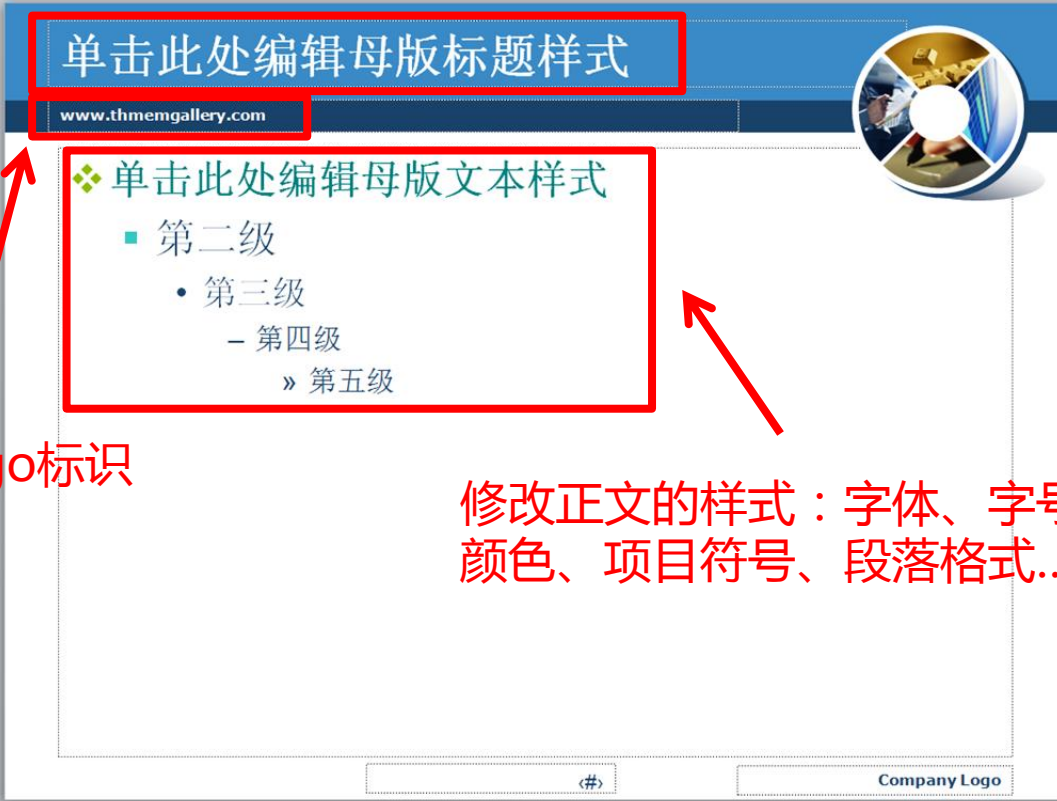 单击此处编辑母版标题样式
www.thmemgallery.com
❖ 单击此处编辑母版文本样式
▪ 第二级
• 第三级
– 第四级
» 第五级
go标识
修改正文的样式：字体、字号
颜色、项目符号、段落格式..
‹#›
Company Logo